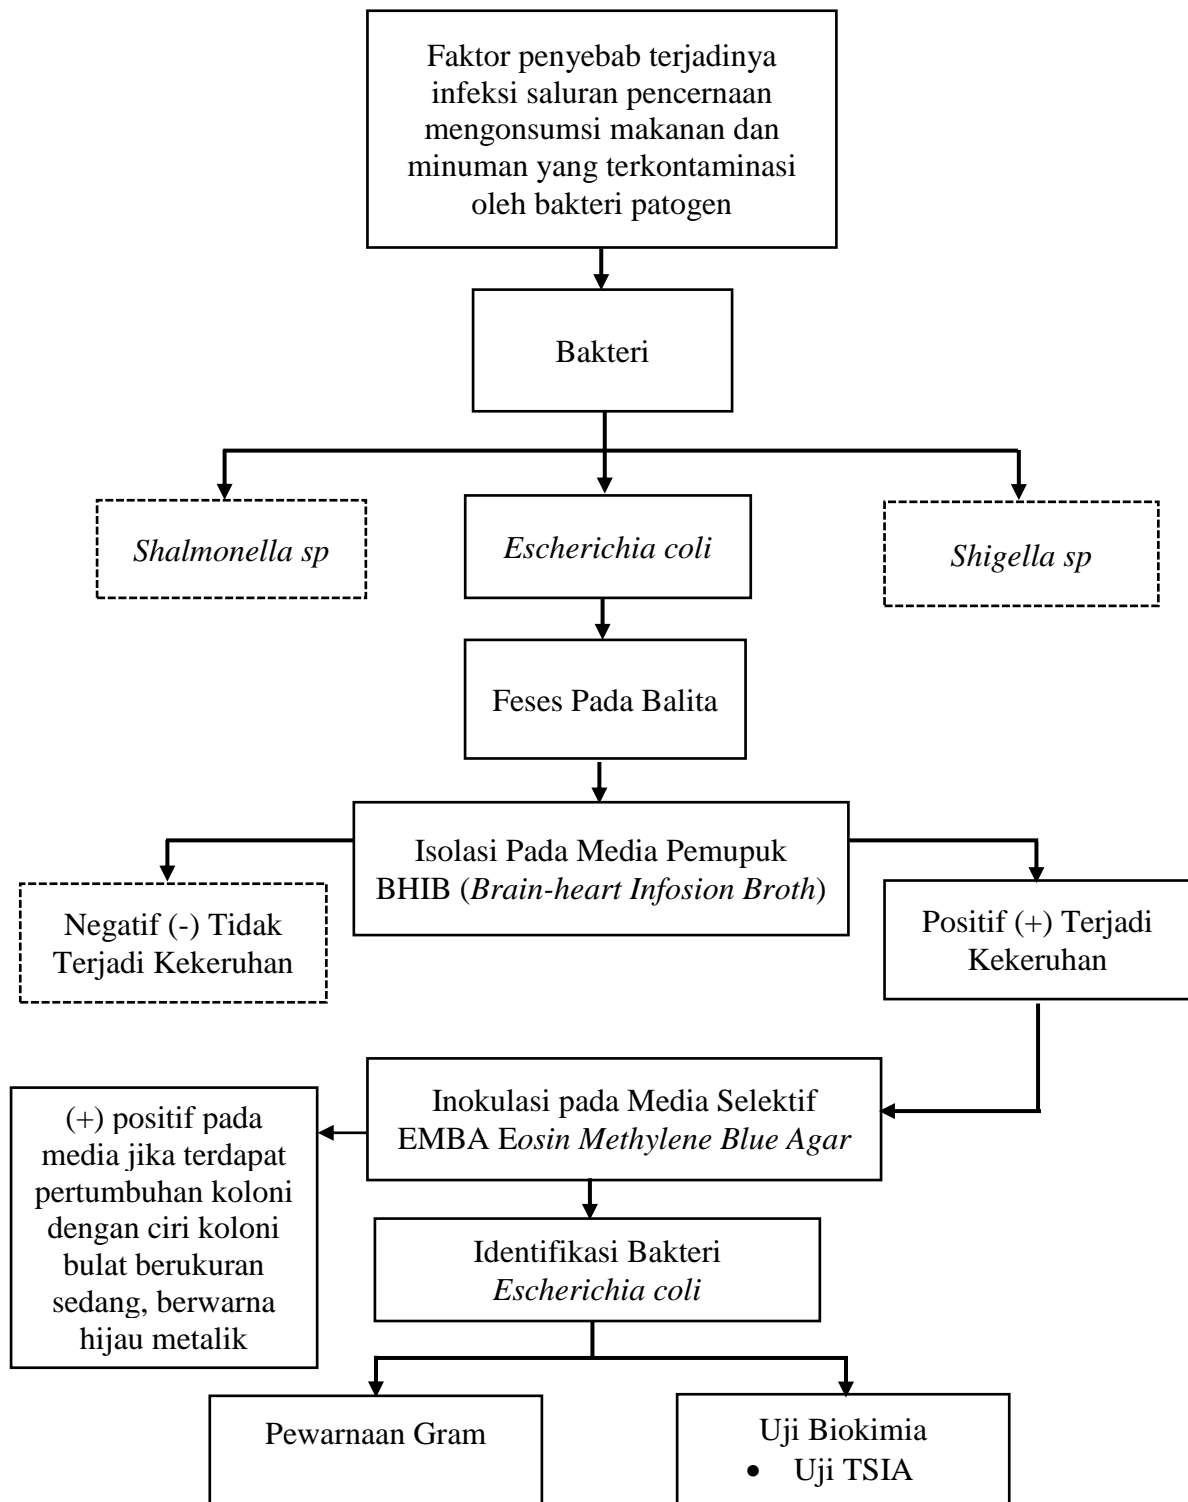 Faktor penyebab terjadinya
infeksi saluran pencernaan
mengonsumsi makanan dan
minuman yang terkontaminasi
oleh bakteri patogen
Bakteri
Shalmonella sp
Escherichia coli
Shigella sp
Feses Pada Balita
Isolasi Pada Media Pemupuk
BHIB (Brain-heart Infosion Broth)
Negatif (-) Tidak
Terjadi Kekeruhan
Positif (+) Terjadi
Kekeruhan
Inokulasi pada Media Selektif
EMBA Eosin Methylene Blue Agar
(+) positif pada
media jika terdapat
pertumbuhan koloni
dengan ciri koloni
bulat berukuran
sedang, berwarna
hijau metalik
Identifikasi Bakteri
Escherichia coli
Pewarnaan Gram
Uji Biokimia
• Uji TSIA